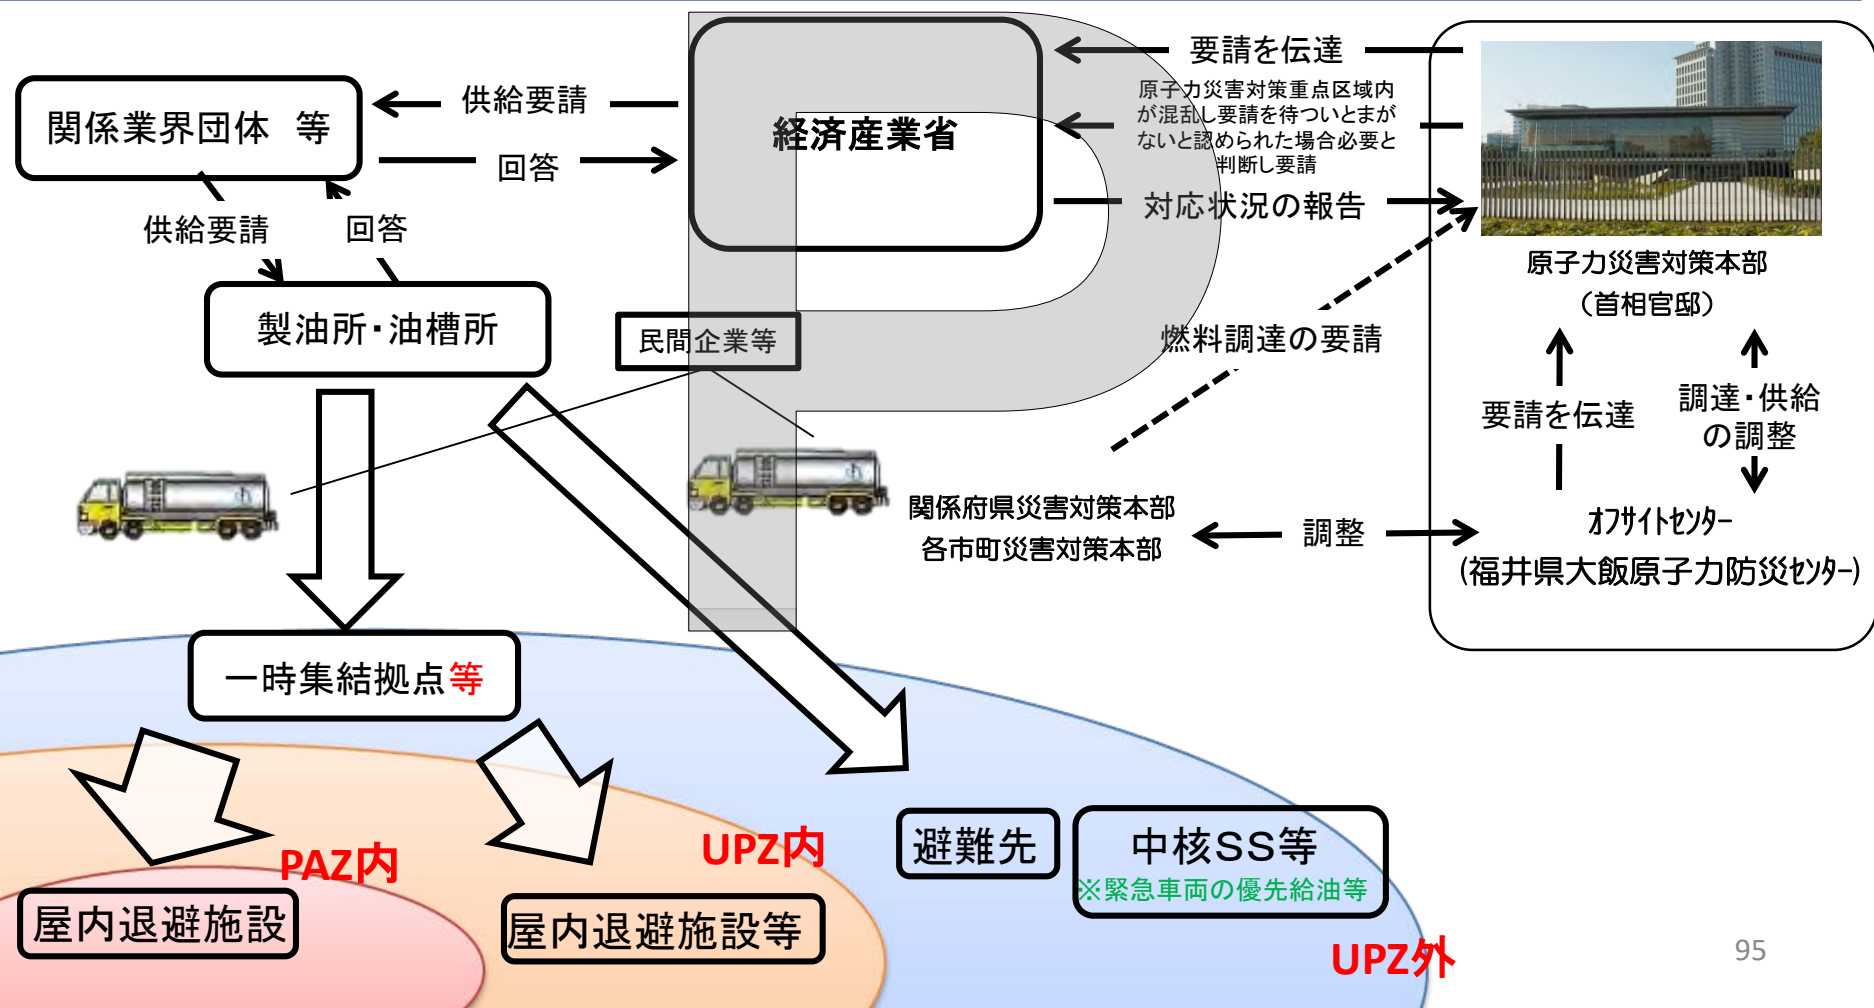 要請を伝達
原子力災害対策重点区域内
が混乱し要請を待ついとまが
ないと認められた場合必要と
判断し要請
対応状況の報告
供給要請
回答
関係業界団体　等
経済産業省
供給要請
回答
製油所・油槽所
民間企業等
燃料調達の要請
原子力災害対策本部
（首相官邸）
要請を伝達
調達・供給
の調整
関係府県災害対策本部
各市町災害対策本部
調整
ｵﾌｻｲﾄｾﾝﾀｰ
(福井県大飯原子力防災ｾﾝﾀｰ)
一時集結拠点等
PAZ内
UPZ内
避難先
中核SS等
※緊急車両の優先給油等
屋内退避施設
屋内退避施設等
UPZ外
95
P